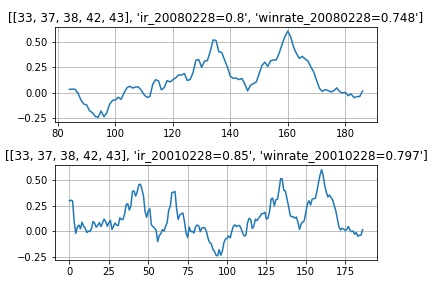 [[33, 37, 38, 42, 43], 'ir_20080228=0.8', 'winrate_20080228=0.748']
0.50
0.25
0.00
−0.25
80 100 120 140 160 180
[[33, 37, 38, 42, 43], 'ir_20010228=0.85', 'winrate_20010228=0.797']
0.50
0.25
0.00
−0.25
0 25 50 75 100 125 150 175